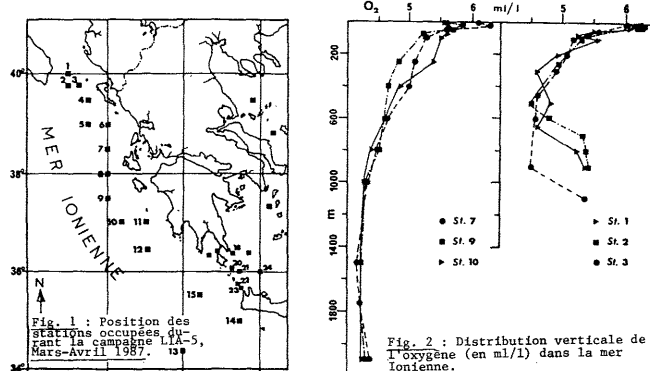 40°
38°
36°
34°
1
2
3
4
5
6
7
8
9
10
11
12
18
20
21
24
22
23
15
14
13
MER IONIENNE
N
Fig. 1 : Position des
stations occupées du-
rant la campagne LIA-5,
Mars-Avril 1987.
O₂ 5 6 ml/l 5 6
200
600
1000
m
1400
1800
St. 7
St. 9
St. 10
St. 1
St. 2
St. 3
Fig. 2 : Distribution verticale de
l'oxygène (en ml/l) dans la mer
Ionienne.